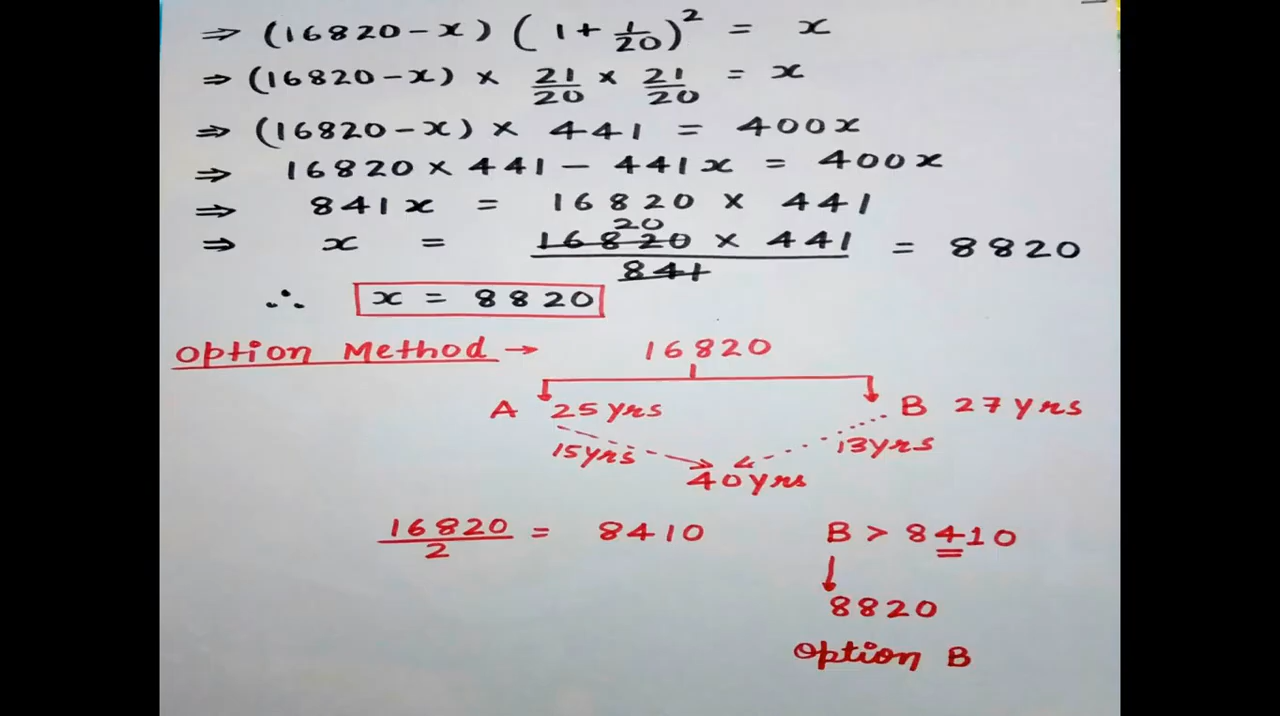 ⇒ (16820-x) (1 + 1/20)² = x
⇒ (16820-x) × 21/20 × 21/20 = x
⇒ (16820-x) × 441 = 400x
⇒ 16820 × 441 - 441x = 400x
⇒ 841x = 16820 × 441
20
⇒ x = 16820 × 441 / 841 = 8820
∴ x = 8820
Option Method → 16820
A 25yrs B 27yrs
15yrs 13yrs
40yrs
16820/2 = 8410 B > 8410
8820
Option B